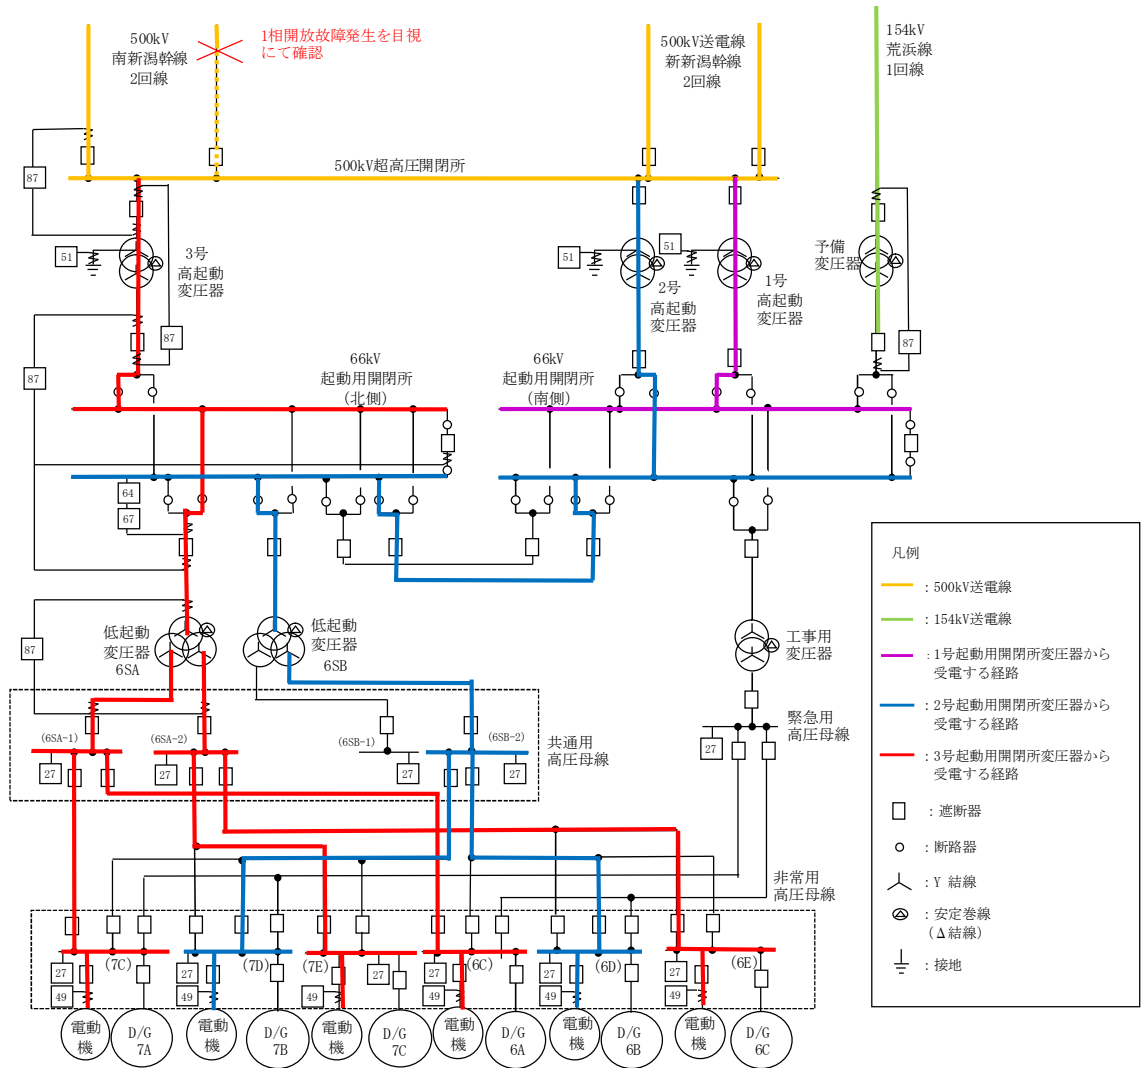 500kV
南新潟幹線
2回線
1相開放故障発生を目視
にて確認
500kV送電線
新新潟幹線
2回線
154kV
荒浜線
1回線
500kV超高圧開閉所
87
51
3号
高起動
変圧器
87
51
2号
高起動
変圧器
51
1号
高起動
変圧器
予備
変圧器
87
87
66kV
起動用開閉所
(北側)
66kV
起動用開閉所
(南側)
64
67
87
低起動
変圧器
6SA
低起動
変圧器
6SB
工事用
変圧器
(6SA-1)
(6SA-2)
(6SB-1)
(6SB-2)
27
27
27
27
共通用
高圧母線
緊急用
高圧母線
27
非常用
高圧母線
(7C)
(7D)
(7E)
(6C)
(6D)
(6E)
27
27
27
27
27
27
49
49
49
49
49
49
電動
機
D/G
7A
電動
機
D/G
7B
電動
機
D/G
7C
電動
機
D/G
6A
電動
機
D/G
6B
電動
機
D/G
6C
凡例
：500kV送電線
：154kV送電線
：1号起動用開閉所変圧器から
受電する経路
：2号起動用開閉所変圧器から
受電する経路
：3号起動用開閉所変圧器から
受電する経路
：遮断器
：断路器
：Y 結線
：安定巻線
(Δ結線)
：接地